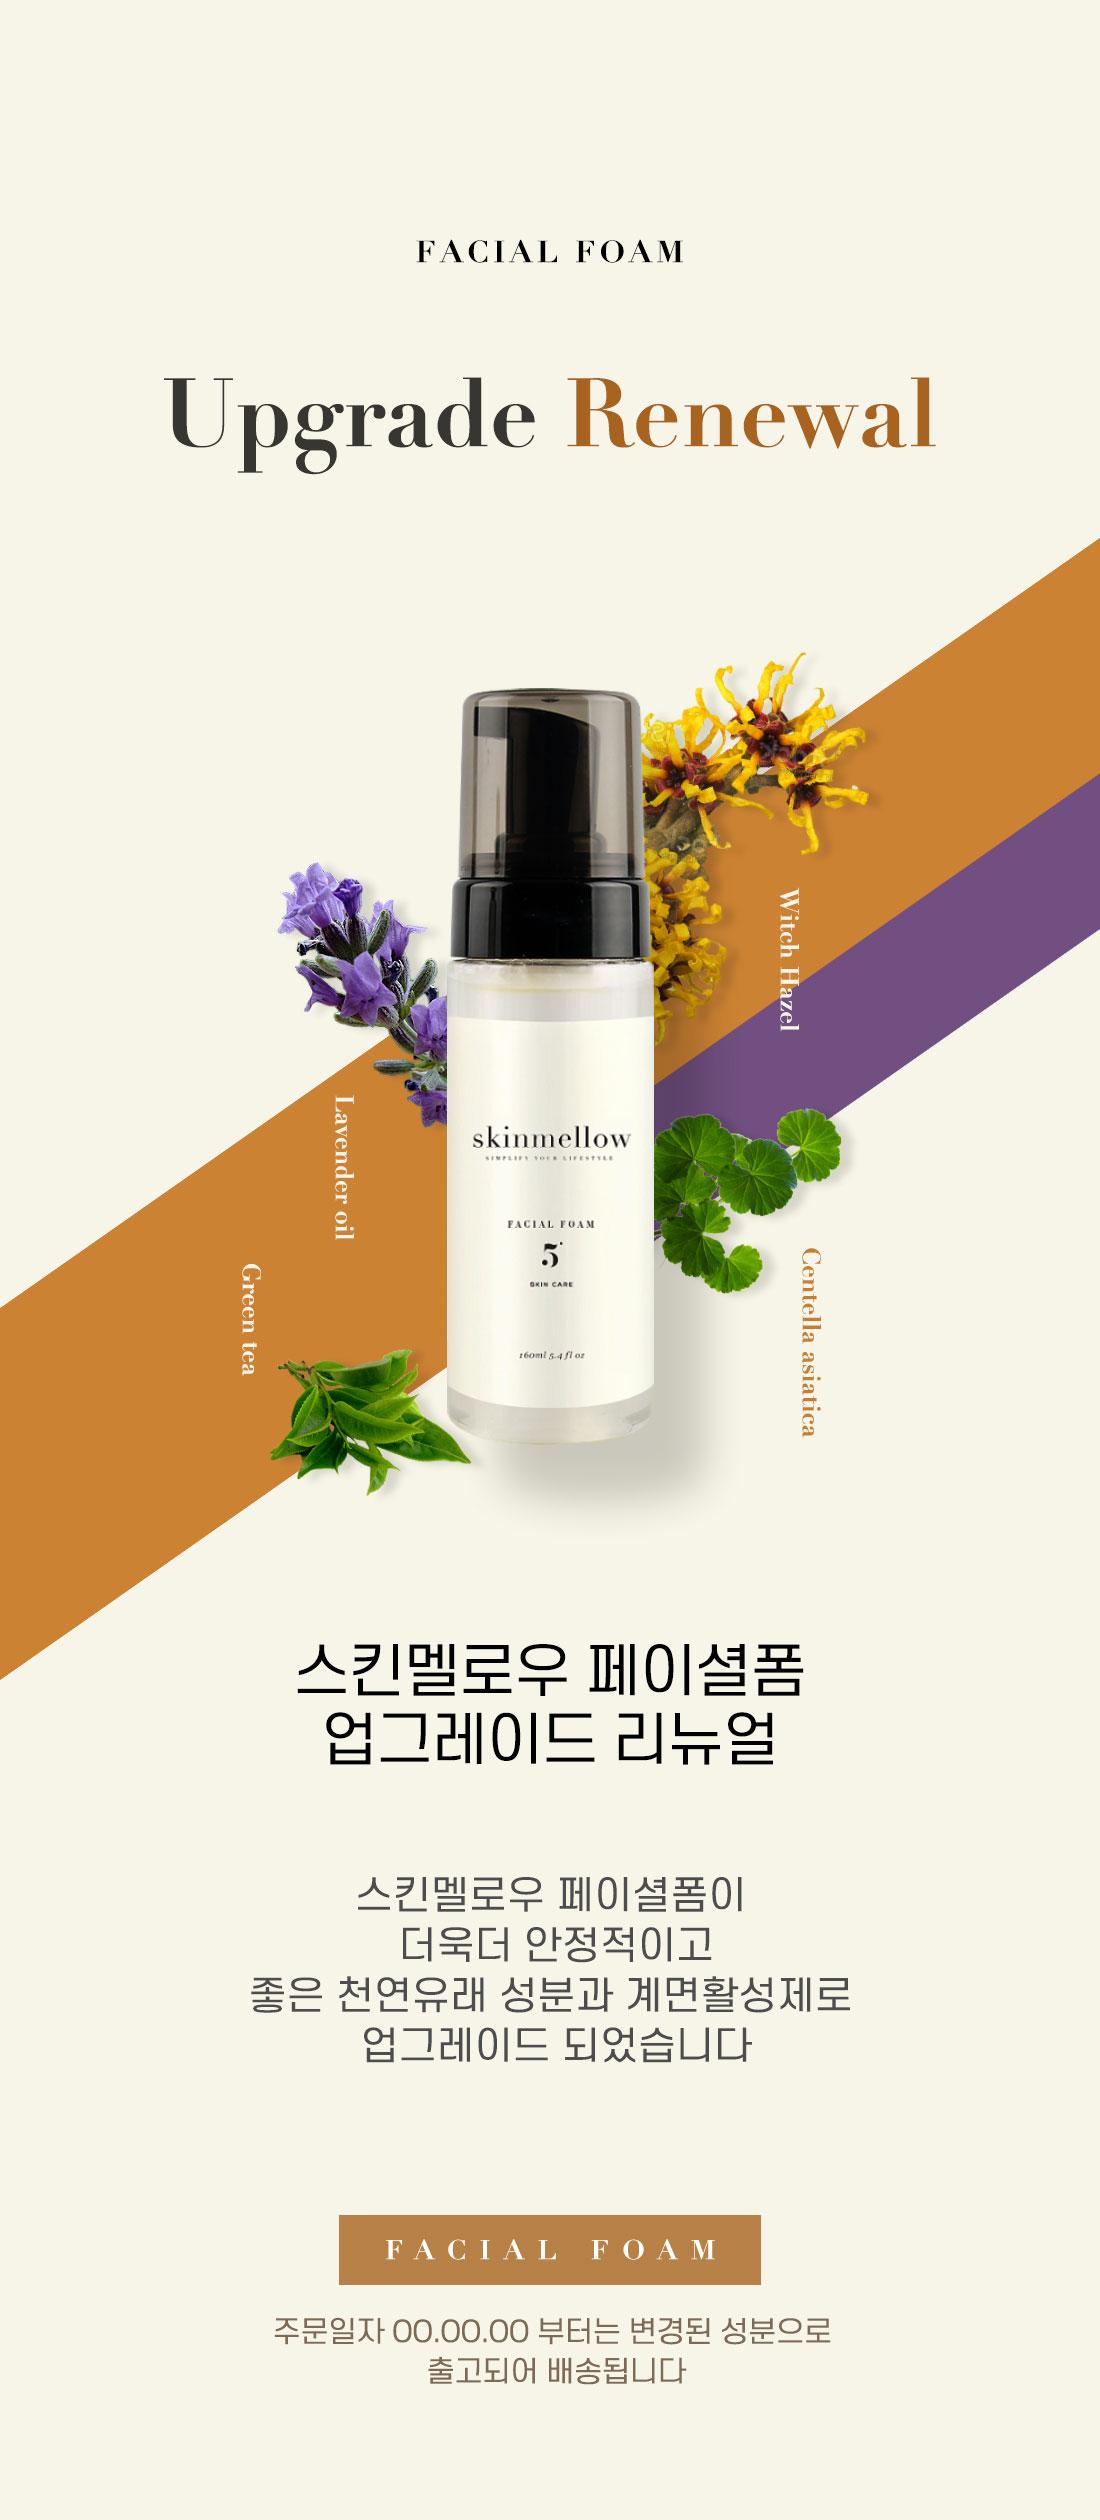 FACIAL FOAM
Upgrade Renewal
Witch Hazel
Lavender oil
skinmellow
SIMPLIFY YOUR LIFESTYLE
FACIAL FOAM
5°
SKIN CARE
160ml 5.4 fl oz
Green tea
Centella asiatica
스킨멜로우 페이셜폼
업그레이드 리뉴얼
스킨멜로우 페이셜폼이
더욱더 안정적이고
좋은 천연유래 성분과 계면활성제로
업그레이드 되었습니다
FACIAL FOAM
주문일자 00.00.00 부터는 변경된 성분으로
출고되어 배송됩니다